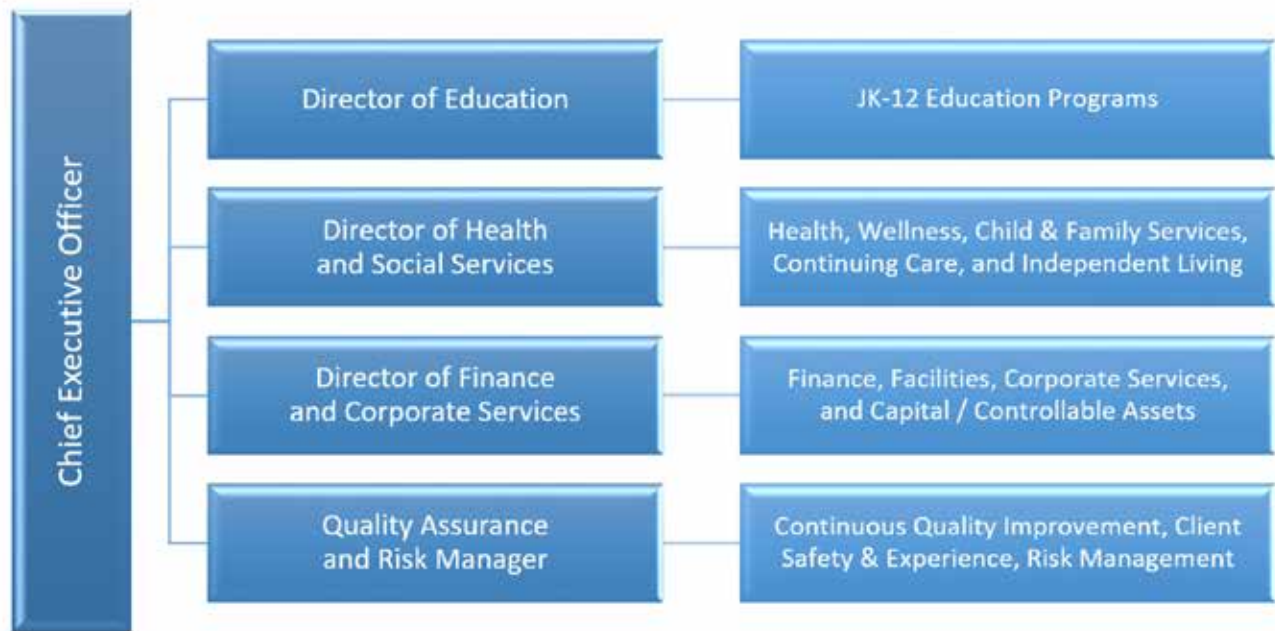 Chief Executive Officer
Director of Education
JK-12 Education Programs
Director of Health
and Social Services
Health, Wellness, Child & Family Services,
Continuing Care, and Independent Living
Director of Finance
and Corporate Services
Finance, Facilities, Corporate Services,
and Capital / Controllable Assets
Quality Assurance
and Risk Manager
Continuous Quality Improvement, Client
Safety & Experience, Risk Management